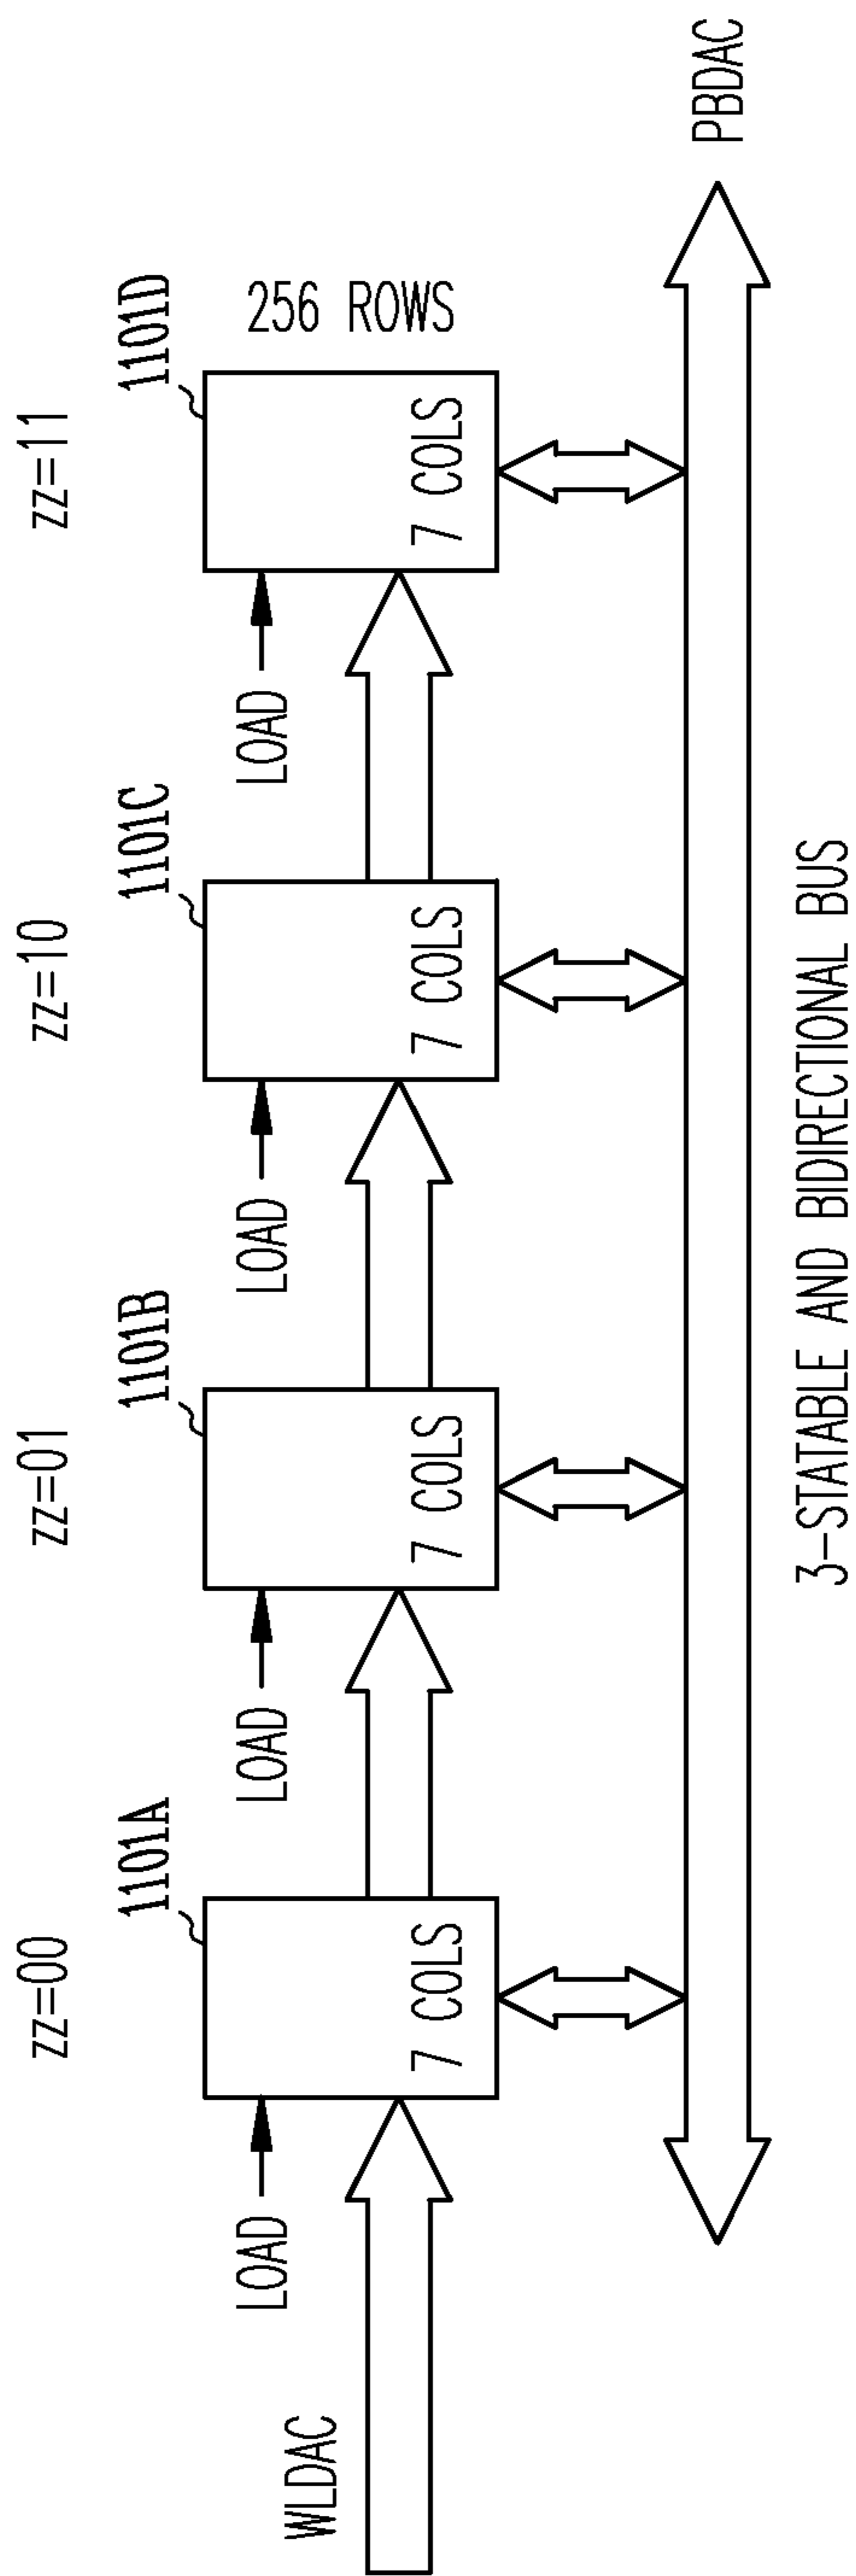 zz=00 zz=01 zz=10 zz=11
1101A 1101B 1101C 1101D
LOAD LOAD LOAD LOAD 256 ROWS
WLDAC
7 COLS 7 COLS 7 COLS 7 COLS
PBDAC
3-STATABLE AND BIDIRECTIONAL BUS